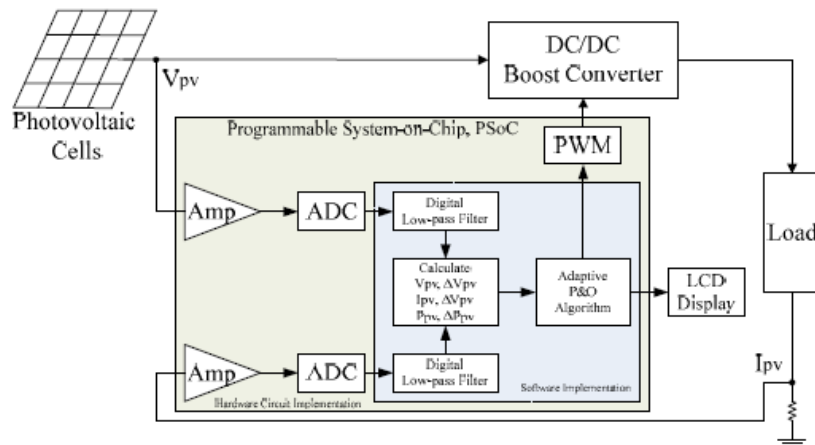 DC/DC
Boost Converter
Vpv
Photovoltaic
Cells
Programmable System-on-Chip, PSoC
PWM
Amp
ADC
Digital
Low-pass Filter
Load
Calculate
Vpv, ΔVpv
Ipv, ΔVpv
Ppv, ΔPpv
Adaptive
P&O
Algorithm
LCD
Display
Amp
ADC
Digital
Low-pass Filter
Ipv
Hardware Circuit Implementation
Software Implementation